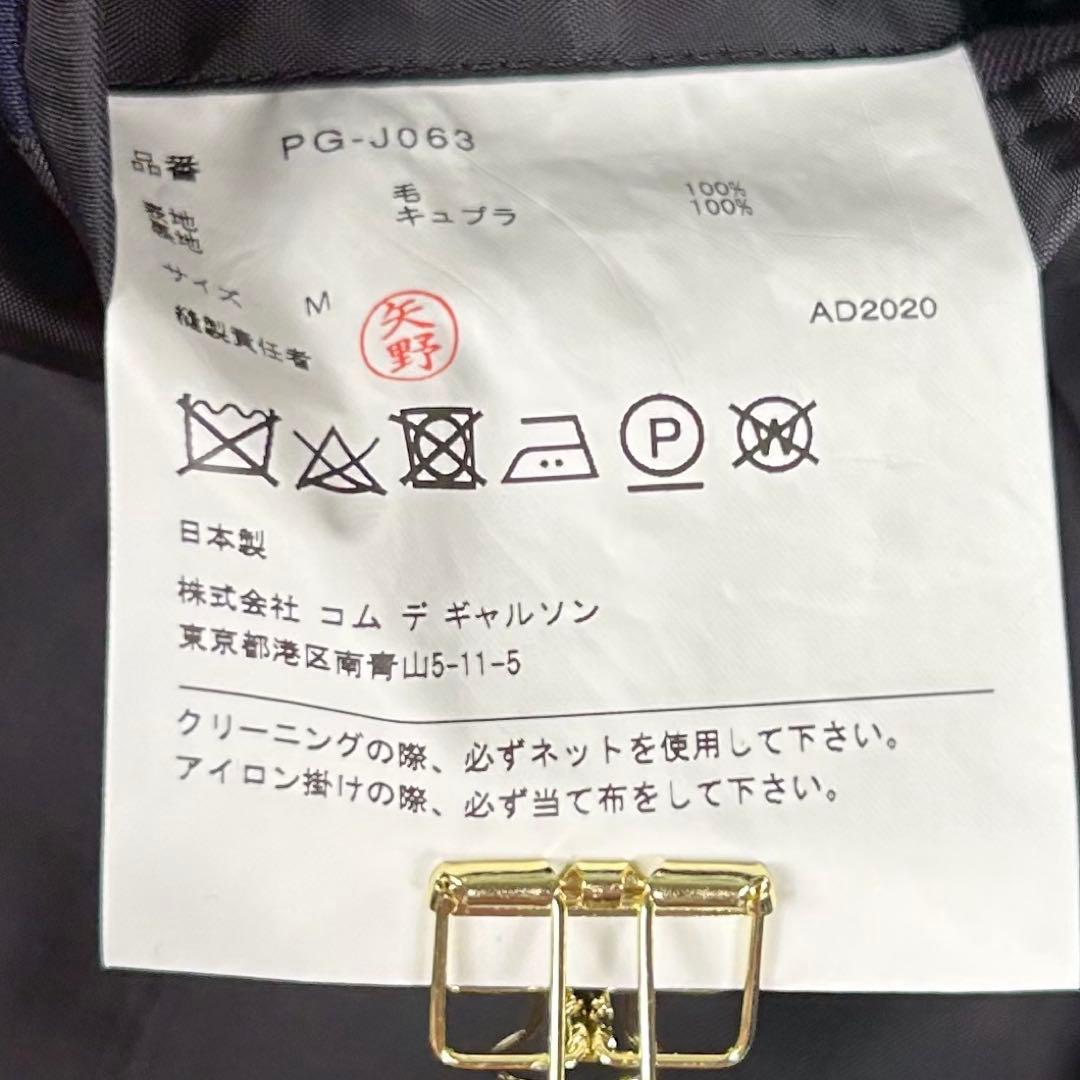 品番 PG-J063
毛 100%
キュプラ 100%
サイズ M AD2020
縫製責任者 矢野
P
W
日本製
株式会社 コム デ ギャルソン
東京都港区南青山5-11-5
クリーニングの際、必ずネットを使用して下さい。
アイロン掛けの際、必ず当て布をして下さい。